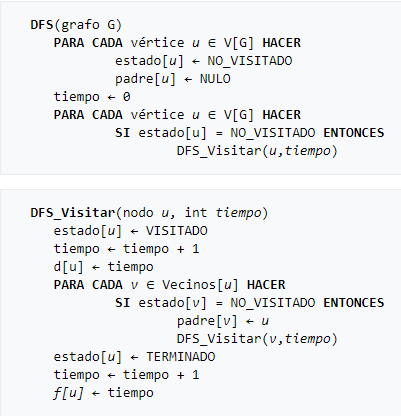 DFS(grafo G)
PARA CADA vértice u ∈ V[G] HACER
estado[u] ← NO_VISITADO
padre[u] ← NULO
tiempo ← 0
PARA CADA vértice u ∈ V[G] HACER
SI estado[u] = NO_VISITADO ENTONCES
DFS_Visitar(u,tiempo)
DFS_Visitar(nodo u, int tiempo)
estado[u] ← VISITADO
tiempo ← tiempo + 1
d[u] ← tiempo
PARA CADA v ∈ Vecinos[u] HACER
SI estado[v] = NO_VISITADO ENTONCES
padre[v] ← u
DFS_Visitar(v,tiempo)
estado[u] ← TERMINADO
tiempo ← tiempo + 1
f[u] ← tiempo